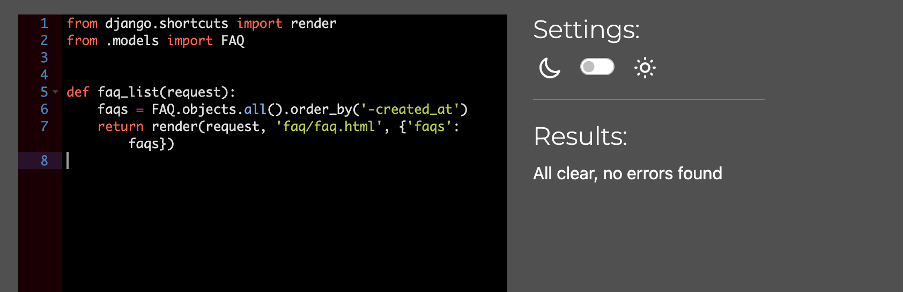 1 from django.shortcuts import render
2 from .models import FAQ
3
4
5 def faq_list(request):
6     faqs = FAQ.objects.all().order_by('-created_at')
7     return render(request, 'faq/faq.html', {'faqs':
        faqs})
8
Settings:
Results:
All clear, no errors found